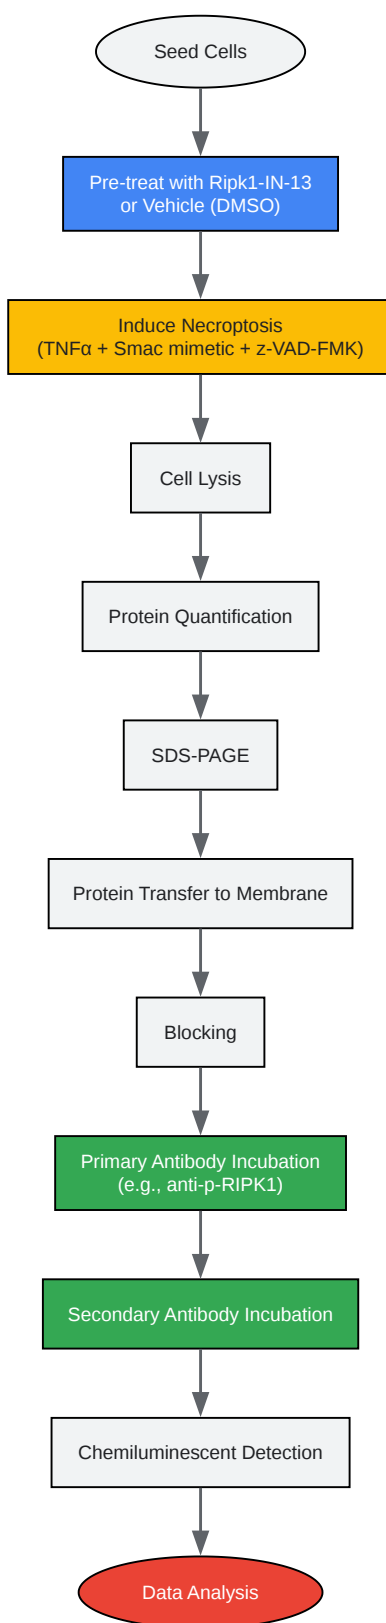 Seed Cells
Pre-treat with Ripk1-IN-13
or Vehicle (DMSO)
Induce Necroptosis
(TNFα + Smac mimetic + z-VAD-FMK)
Cell Lysis
Protein Quantification
SDS-PAGE
Protein Transfer to Membrane
Blocking
Primary Antibody Incubation
(e.g., anti-p-RIPK1)
Secondary Antibody Incubation
Chemiluminescent Detection
Data Analysis